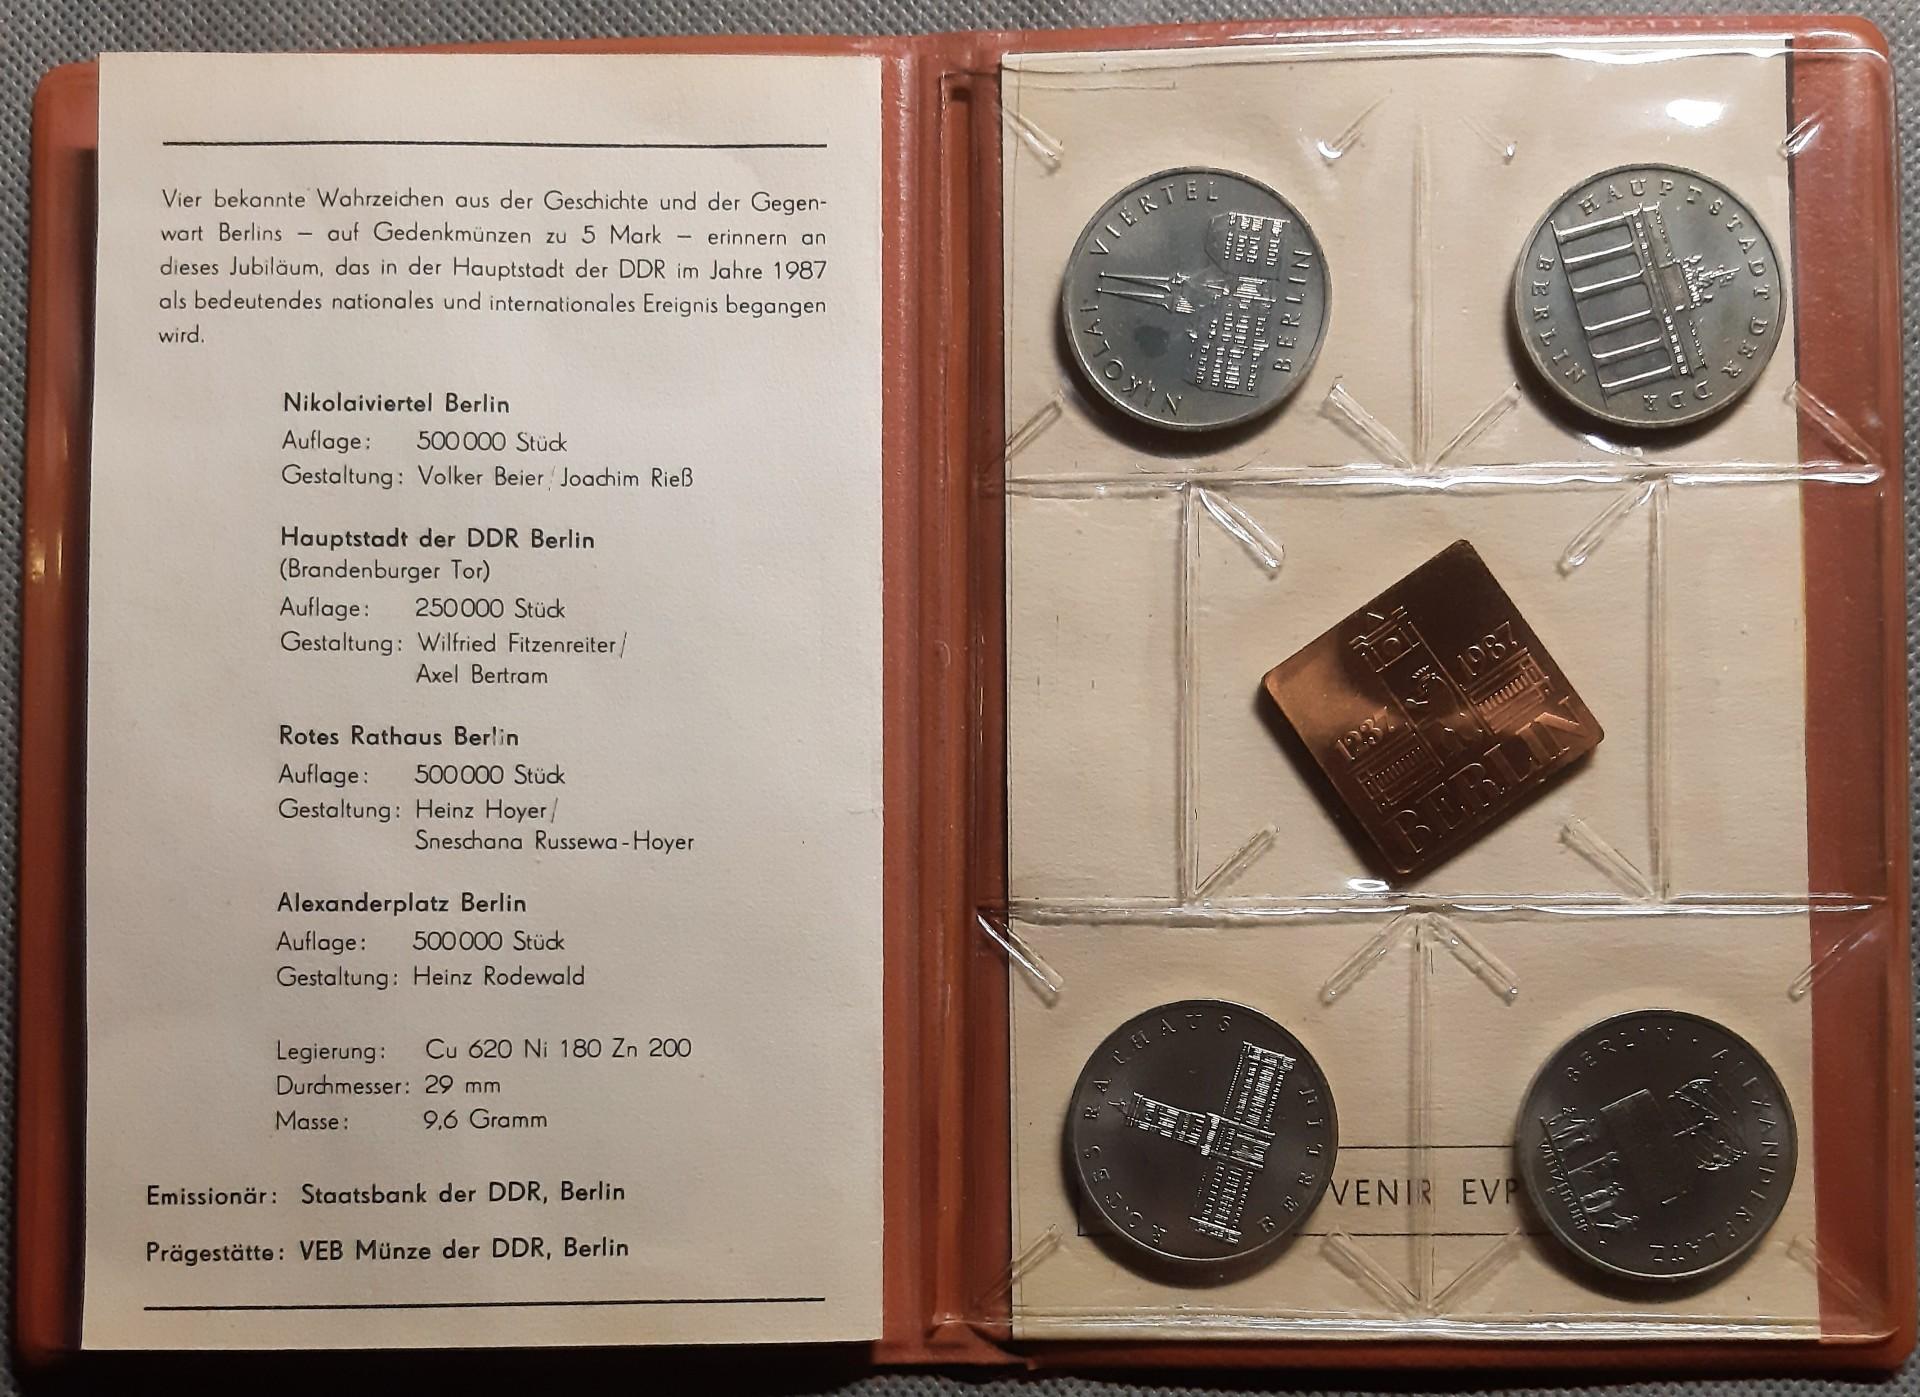 Vier bekannte Wahrzeichen aus der Geschichte und der Gegen-
wart Berlins – auf Gedenkmünzen zu 5 Mark – erinnern an
dieses Jubiläum, das in der Hauptstadt der DDR im Jahre 1987
als bedeutendes nationales und internationales Ereignis begangen
wird.
Nikolaiviertel Berlin
Auflage: 500 000 Stück
Gestaltung: Volker Beier/Joachim Rieß
Hauptstadt der DDR Berlin
(Brandenburger Tor)
Auflage: 250 000 Stück
Gestaltung: Wilfried Fitzenreiter/
Axel Bertram
Rotes Rathaus Berlin
Auflage: 500 000 Stück
Gestaltung: Heinz Hoyer/
Sneschana Russewa-Hoyer
Alexanderplatz Berlin
Auflage: 500 000 Stück
Gestaltung: Heinz Rodewald
Legierung: Cu 620 Ni 180 Zn 200
Durchmesser: 29 mm
Masse: 9,6 Gramm
Emissionär: Staatsbank der DDR, Berlin
Prägestätte: VEB Münze der DDR, Berlin
NIKOLAIVIERTEL
BERLIN
HAUPTSTADT DER DDR
BERLIN
1237
1987
BERLIN
ROTES RATHAUS
BERLIN
BERLIN · ALEXANDERPLATZ
VENIR EVP